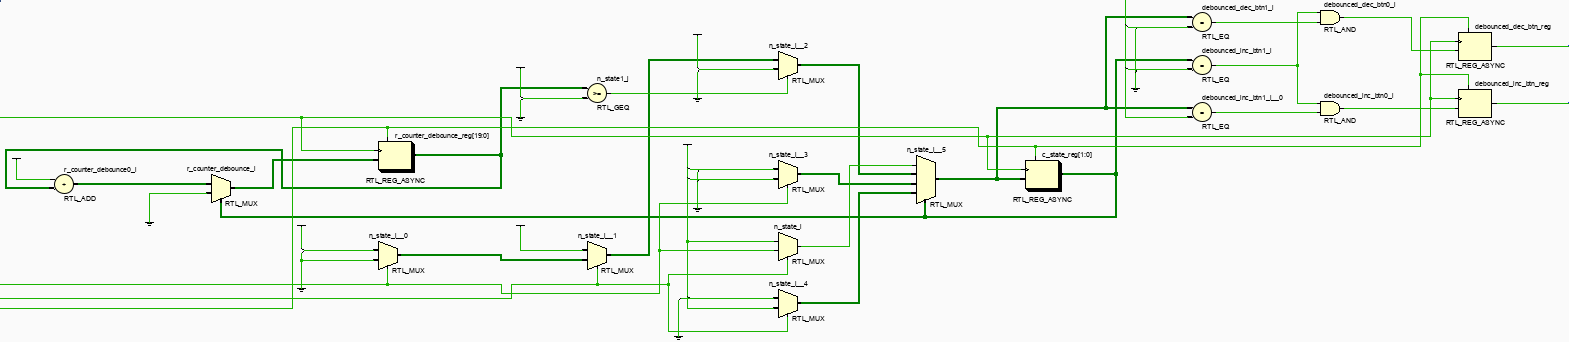 r_counter_debounce0_i
+
RTL_ADD
r_counter_debounce_i
RTL_MUX
r_counter_debounce_reg[19:0]
RTL_REG_ASYNC
n_state_i__0
RTL_MUX
n_state1_i
>=
RTL_GEQ
n_state_i__1
RTL_MUX
n_state_i__2
RTL_MUX
n_state_i__3
RTL_MUX
n_state_i
RTL_MUX
n_state_i__4
RTL_MUX
n_state_i__5
RTL_MUX
c_state_reg[1:0]
RTL_REG_ASYNC
debounced_dec_btn1_i
=
RTL_EQ
debounced_inc_btn1_i
=
RTL_EQ
debounced_inc_btn1_i__0
=
RTL_EQ
debounced_dec_btn0_i
RTL_AND
debounced_inc_btn0_i
RTL_AND
debounced_dec_btn_reg
RTL_REG_ASYNC
debounced_inc_btn_reg
RTL_REG_ASYNC